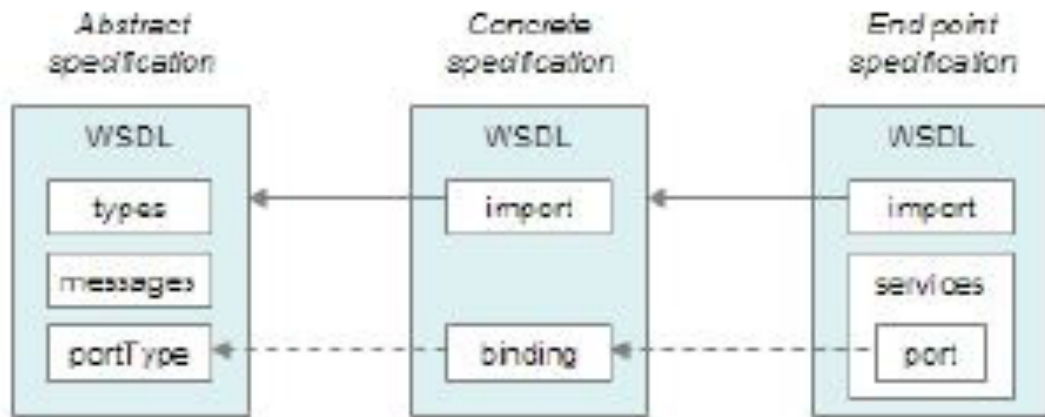 Abstract
specification
Concrete
specification
End point
specification
WSDL
types
messages
portType
WSDL
import
binding
WSDL
import
services
port